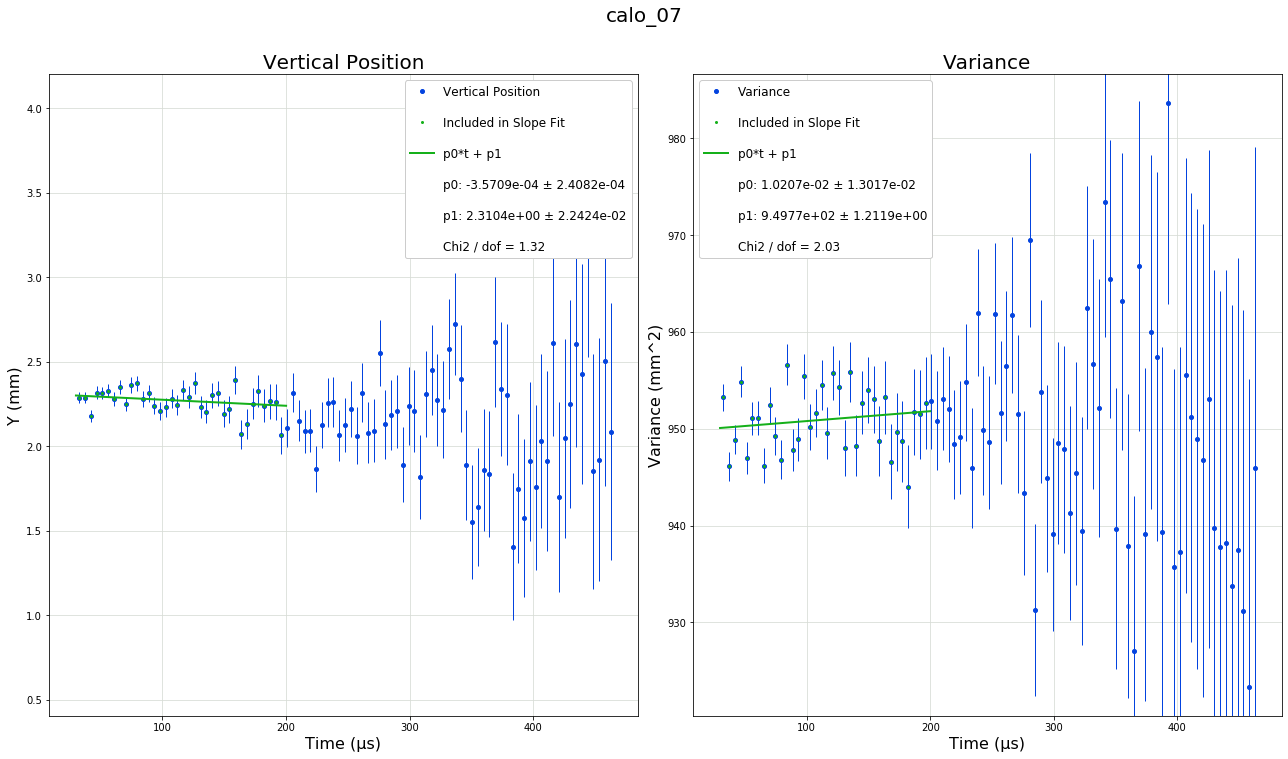 calo_07
Vertical Position
Y (mm)
4.0
3.5
3.0
2.5
2.0
1.5
1.0
0.5
100
200
300
400
Time (μs)
Vertical Position
Included in Slope Fit
p0*t + p1
p0: -3.5709e-04 ± 2.4082e-04
p1: 2.3104e+00 ± 2.2424e-02
Chi2 / dof = 1.32
Variance
Variance (mm^2)
980
970
960
950
940
930
100
200
300
400
Time (μs)
Variance
Included in Slope Fit
p0*t + p1
p0: 1.0207e-02 ± 1.3017e-02
p1: 9.4977e+02 ± 1.2119e+00
Chi2 / dof = 2.03